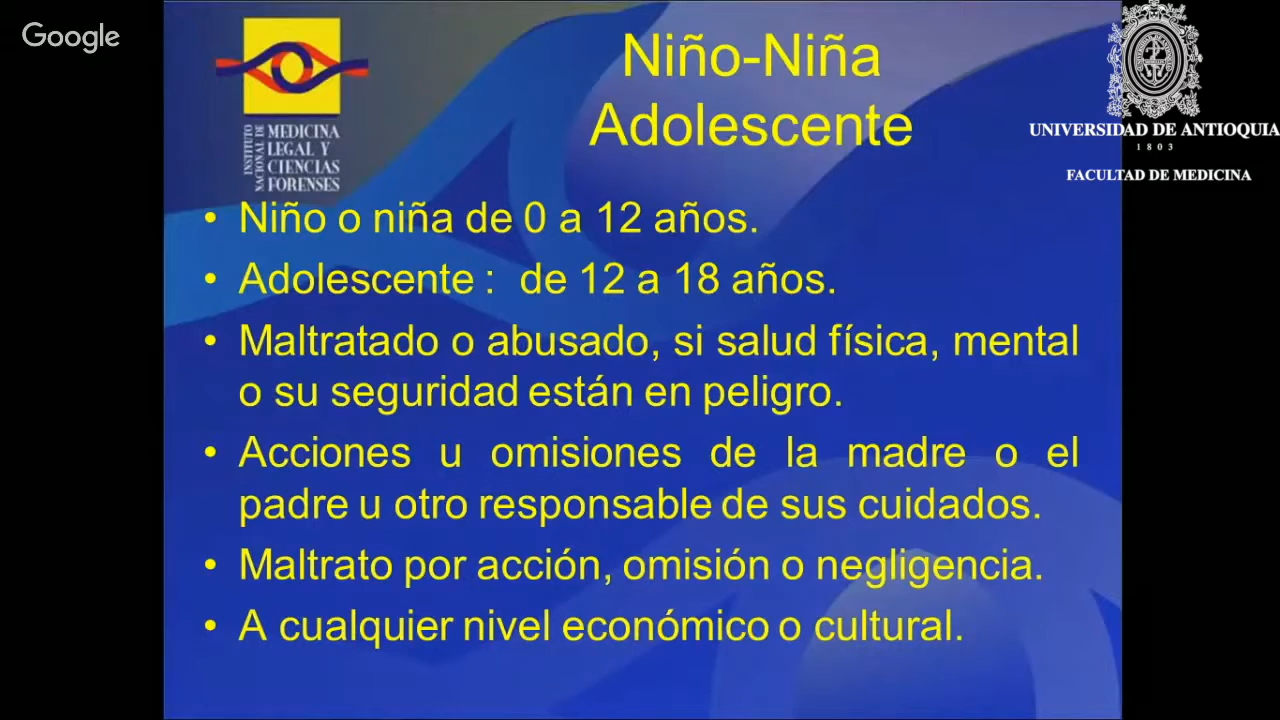 Google
INSTITUTO NACIONAL DE
MEDICINA
LEGAL Y
CIENCIAS
FORENSES
Niño-Niña
Adolescente
UNIVERSIDAD DE ANTIOQUIA
1803
FACULTAD DE MEDICINA
• Niño o niña de 0 a 12 años.
• Adolescente : de 12 a 18 años.
• Maltratado o abusado, si salud física, mental
o su seguridad están en peligro.
• Acciones u omisiones de la madre o el
padre u otro responsable de sus cuidados.
• Maltrato por acción, omisión o negligencia.
• A cualquier nivel económico o cultural.